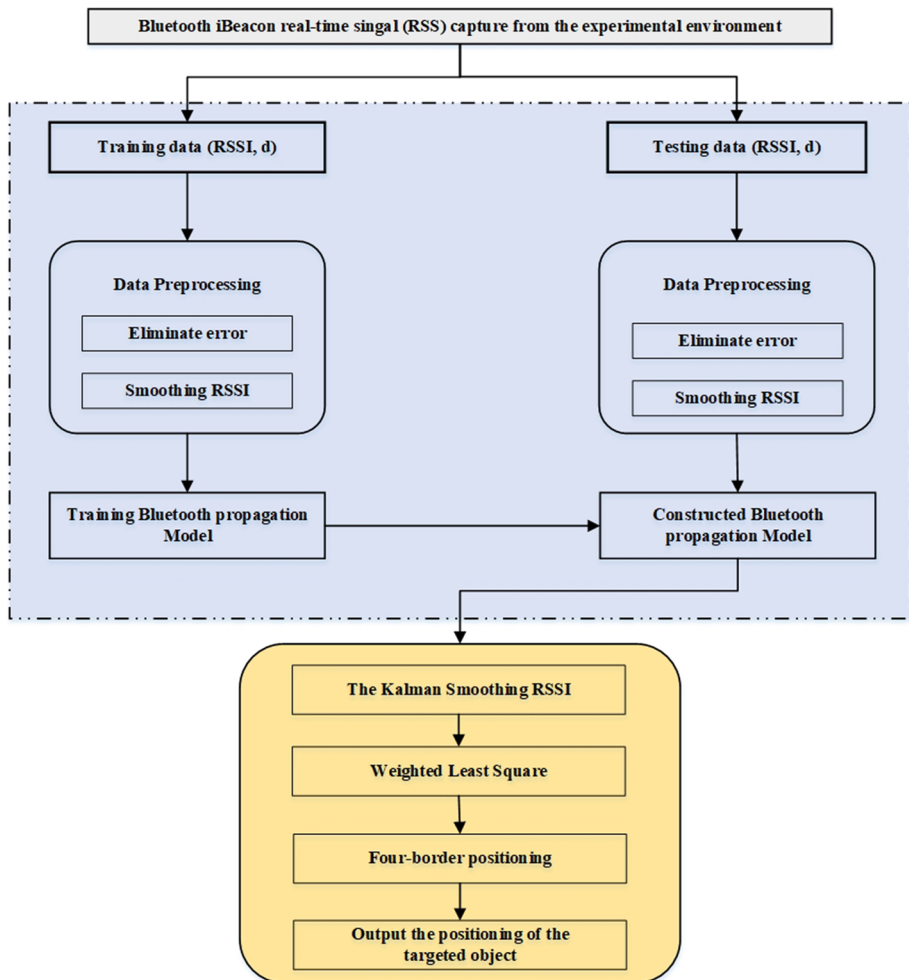 Bluetooth iBeacon real-time singal (RSS) capture from the experimental environment
Training data (RSSI, d)
Testing data (RSSI, d)
Data Preprocessing
Eliminate error
Smoothing RSSI
Data Preprocessing
Eliminate error
Smoothing RSSI
Training Bluetooth propagation
Model
Constructed Bluetooth
propagation Model
The Kalman Smoothing RSSI
Weighted Least Square
Four-border positioning
Output the positioning of the
targeted object